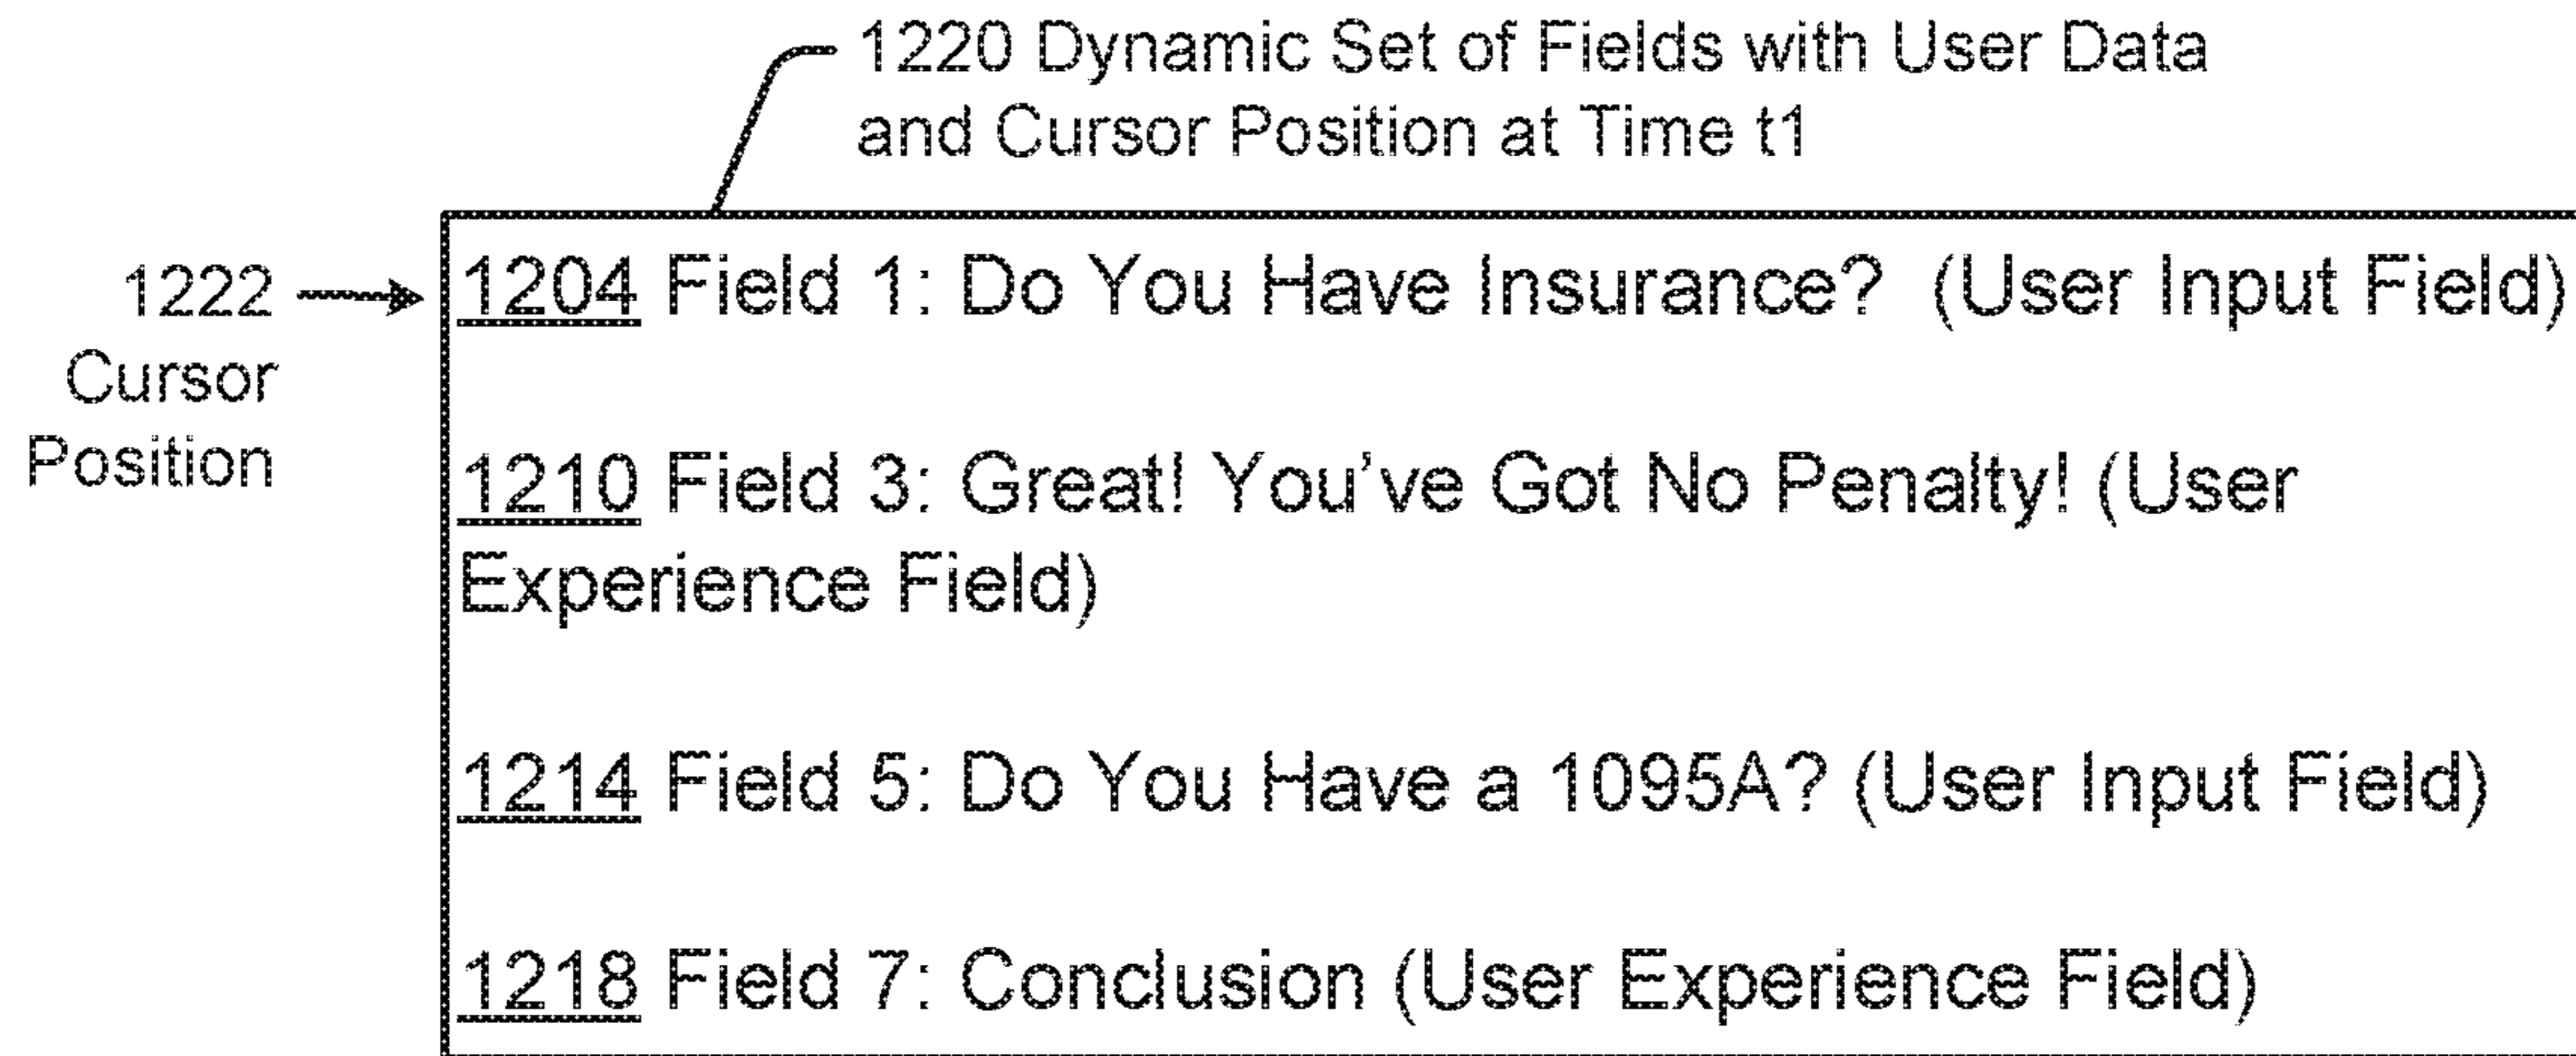 1220 Dynamic Set of Fields with User Data
and Cursor Position at Time t1
1222
Cursor
Position
1204 Field 1: Do You Have Insurance?  (User Input Field)
1210 Field 3: Great! You’ve Got No Penalty! (User
Experience Field)
1214 Field 5: Do You Have a 1095A? (User Input Field)
1218 Field 7: Conclusion (User Experience Field)